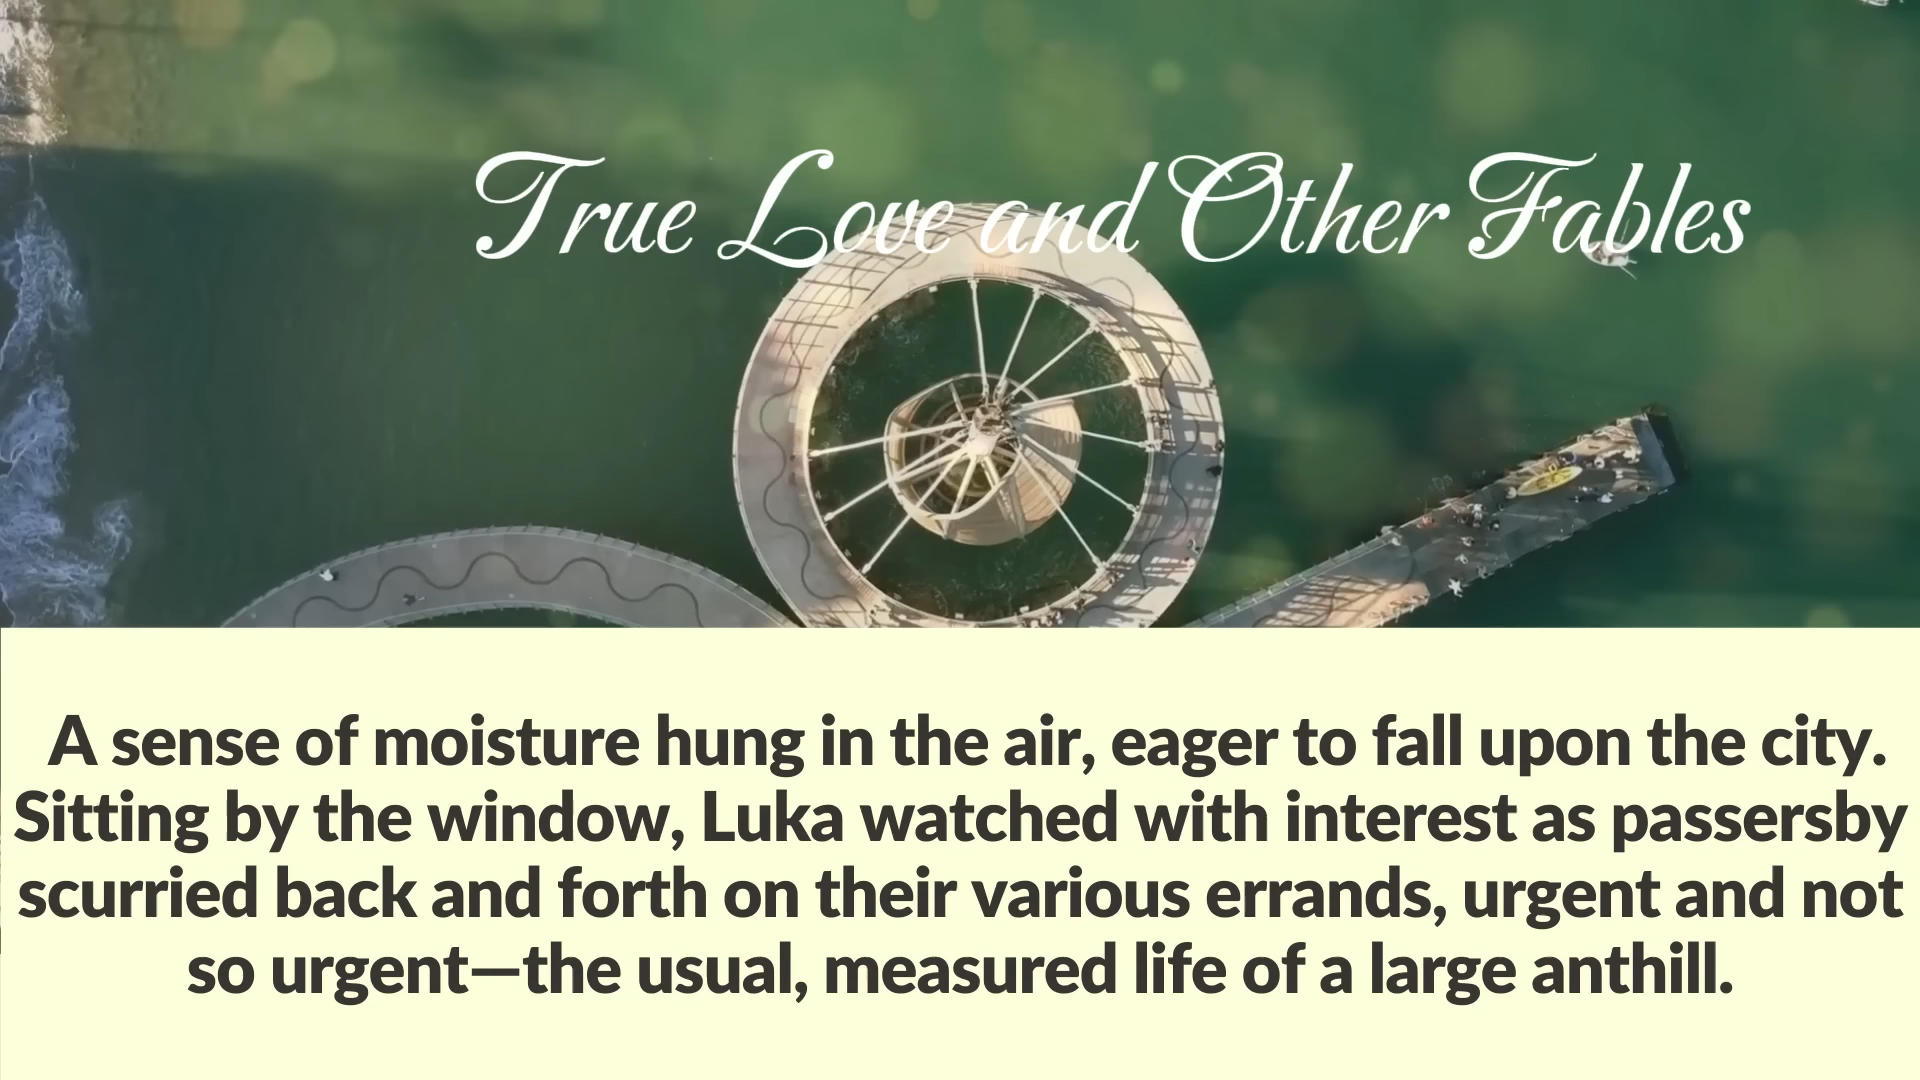 True Love and Other Fables
A sense of moisture hung in the air, eager to fall upon the city.
Sitting by the window, Luka watched with interest as passersby
scurried back and forth on their various errands, urgent and not
so urgent—the usual, measured life of a large anthill.